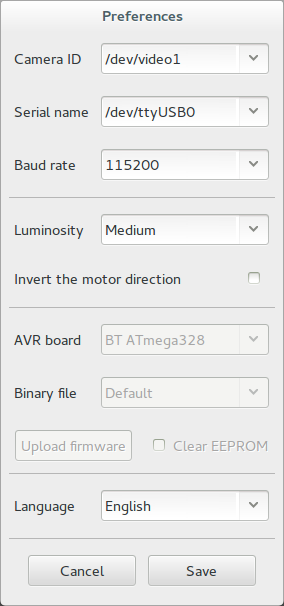 Preferences
Camera ID /dev/video1
Serial name /dev/ttyUSB0
Baud rate 115200
Luminosity Medium
Invert the motor direction
AVR board BT ATmega328
Binary file Default
Upload firmware Clear EEPROM
Language English
Cancel Save